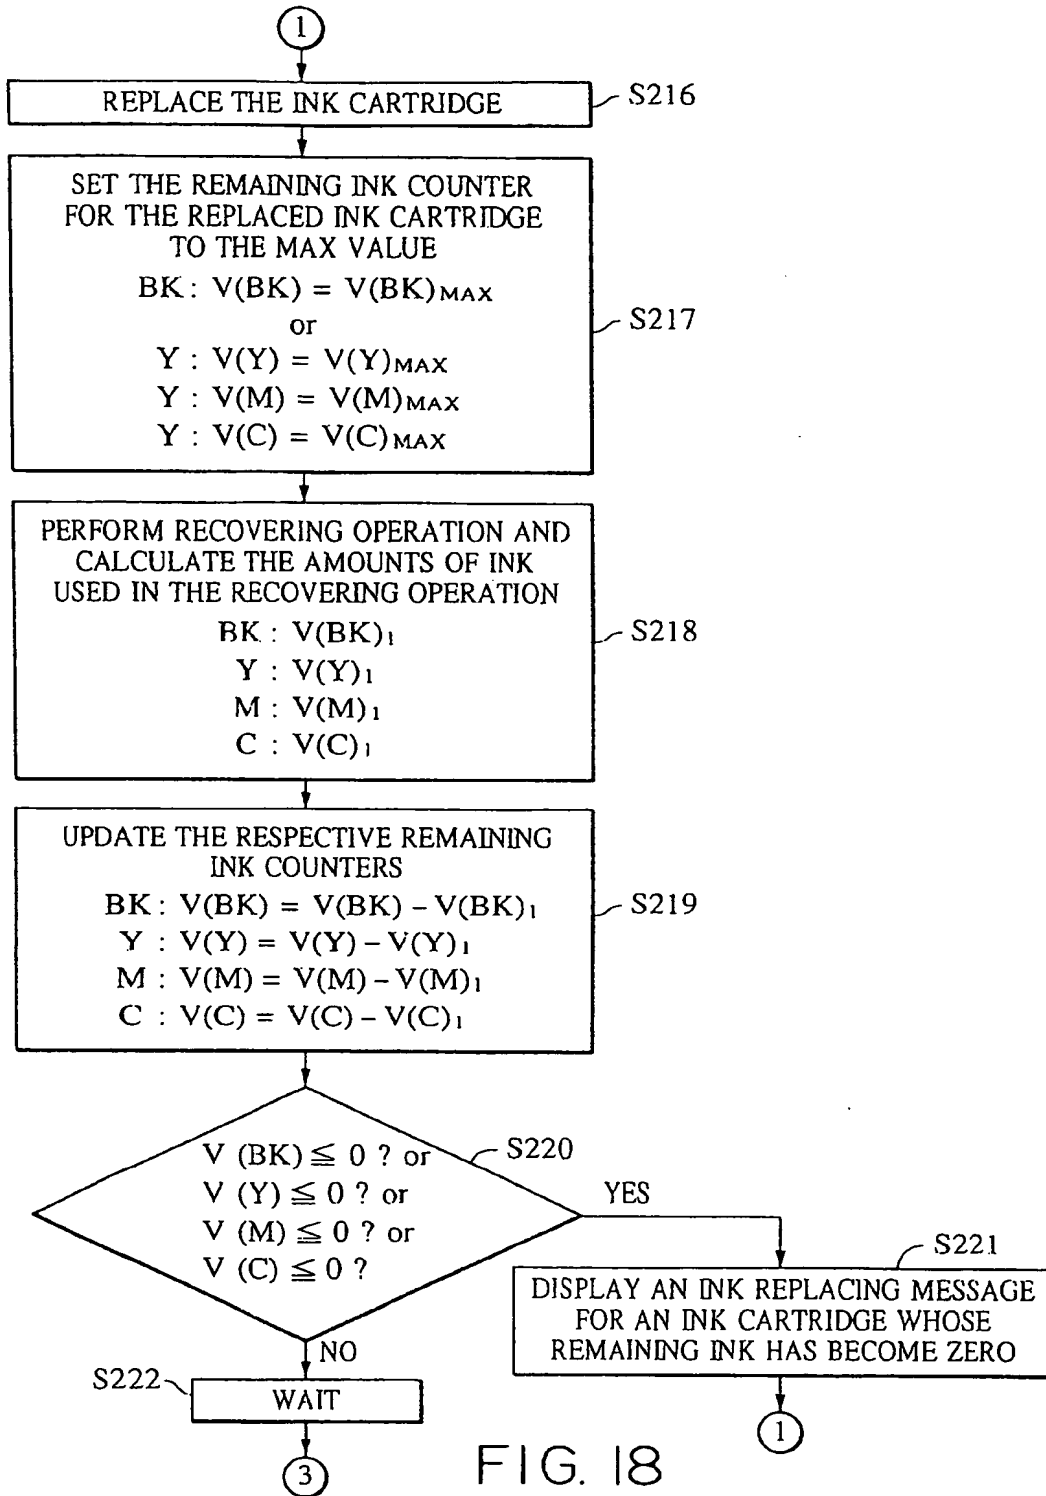 1
REPLACE THE INK CARTRIDGE
S216
SET THE REMAINING INK COUNTER
FOR THE REPLACED INK CARTRIDGE
TO THE MAX VALUE
BK : V(BK) = V(BK)MAX
or
Y : V(Y) = V(Y)MAX
Y : V(M) = V(M)MAX
Y : V(C) = V(C)MAX
S217
PERFORM RECOVERING OPERATION AND
CALCULATE THE AMOUNTS OF INK
USED IN THE RECOVERING OPERATION
BK : V(BK)1
Y : V(Y)1
M : V(M)1
C : V(C)1
S218
UPDATE THE RESPECTIVE REMAINING
INK COUNTERS
BK : V(BK) = V(BK) – V(BK)1
Y : V(Y) = V(Y) – V(Y)1
M : V(M) = V(M) – V(M)1
C : V(C) = V(C) – V(C)1
S219
V (BK) ≦ 0 ? or
V (Y) ≦ 0 ? or
V (M) ≦ 0 ? or
V (C) ≦ 0 ?
S220
YES
S221
DISPLAY AN INK REPLACING MESSAGE
FOR AN INK CARTRIDGE WHOSE
REMAINING INK HAS BECOME ZERO
1
NO
S222
WAIT
3
FIG. 18